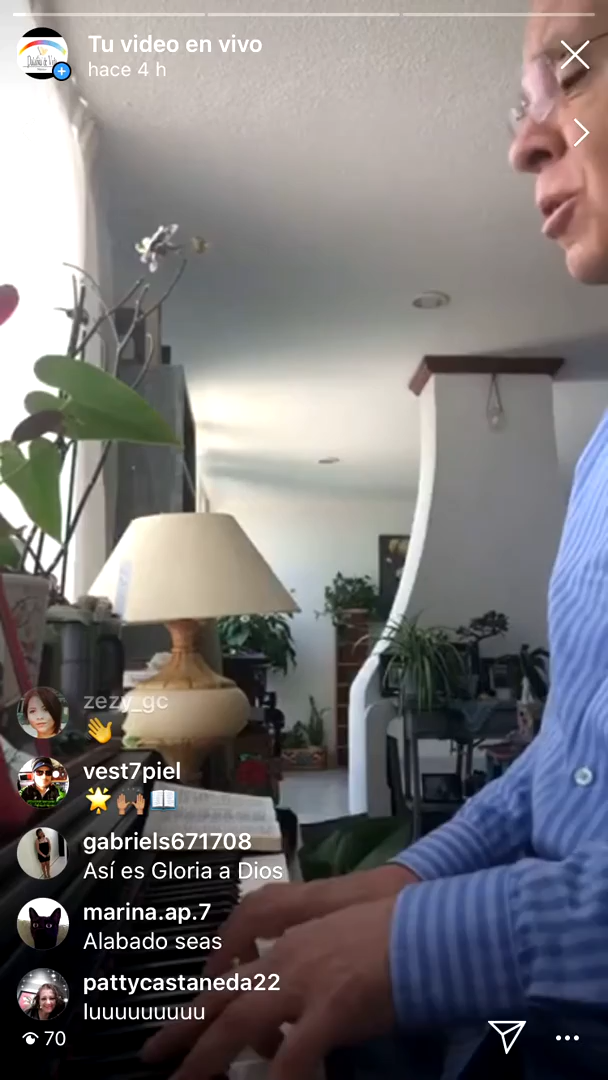 Tu video en vivo
hace 4 h
zezy_gc
👋
vest7piel
🌟🙌🏽📖
gabriels671708
Así es Gloria a Dios
marina.ap.7
Alabado seas
pattycastaneda22
Iuuuuuuuuu
70